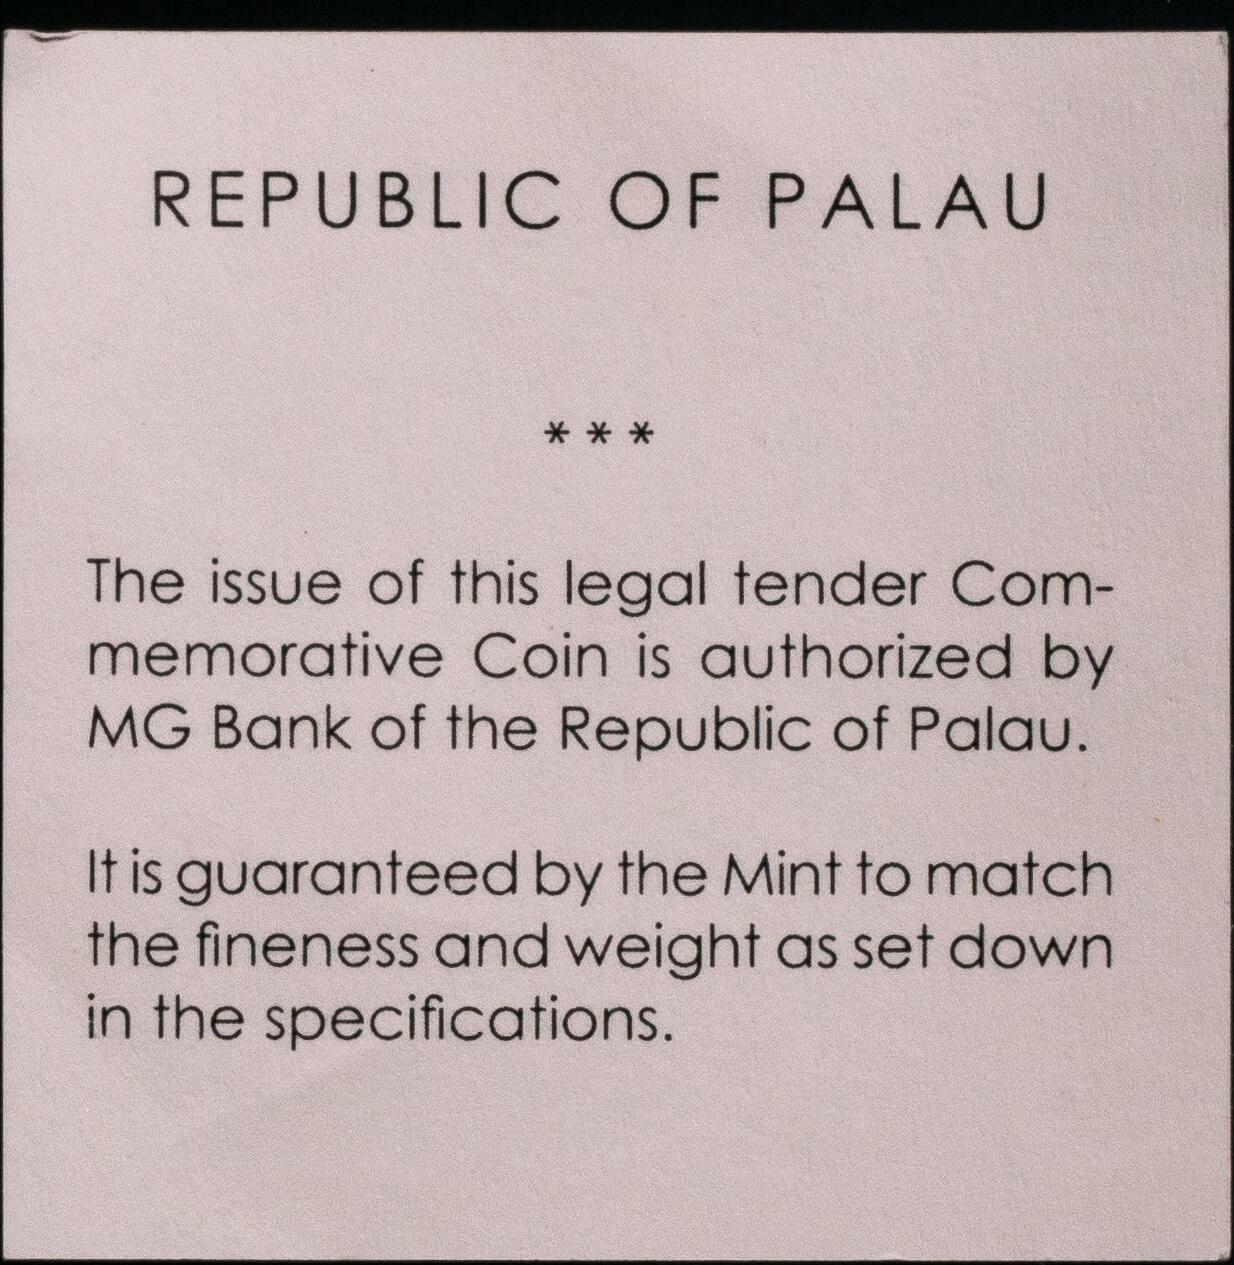 REPUBLIC OF PALAU
* * *
The issue of this legal tender Com-
memorative Coin is authorized by
MG Bank of the Republic of Palau.
It is guaranteed by the Mint to match
the fineness and weight as set down
in the specifications.